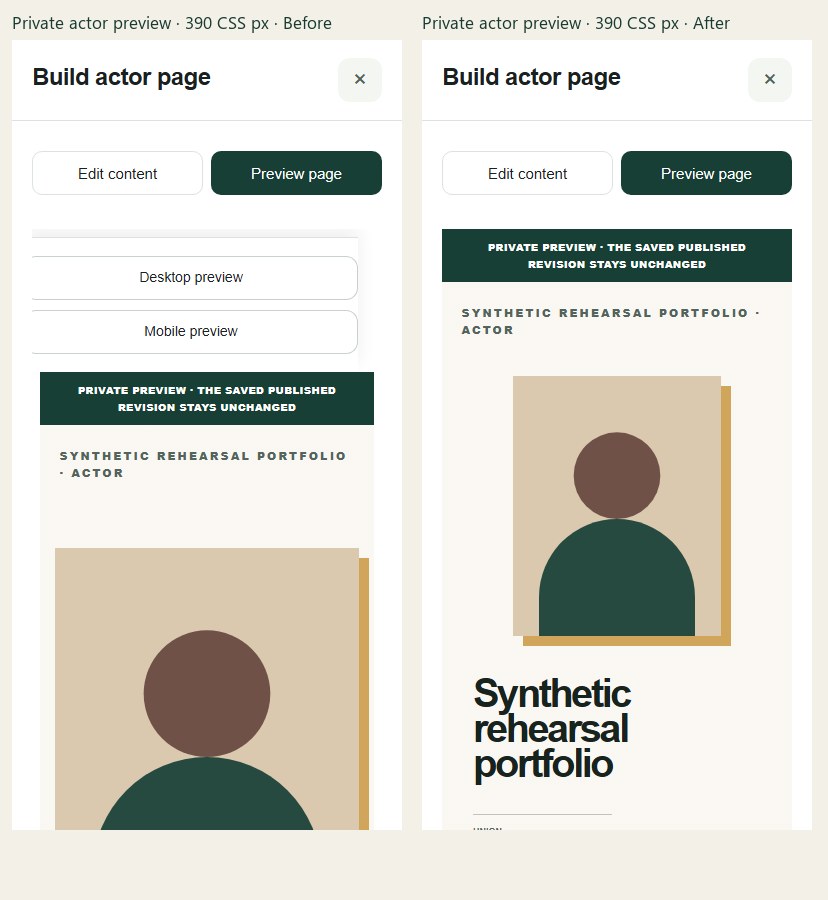 Private actor preview · 390 CSS px · Before
Build actor page
×
Edit content
Preview page
Desktop preview
Mobile preview
PRIVATE PREVIEW · THE SAVED PUBLISHED
REVISION STAYS UNCHANGED
SYNTHETIC REHEARSAL PORTFOLIO
· ACTOR
Private actor preview · 390 CSS px · After
Build actor page
×
Edit content
Preview page
PRIVATE PREVIEW · THE SAVED PUBLISHED
REVISION STAYS UNCHANGED
SYNTHETIC REHEARSAL PORTFOLIO ·
ACTOR
Synthetic
rehearsal
portfolio